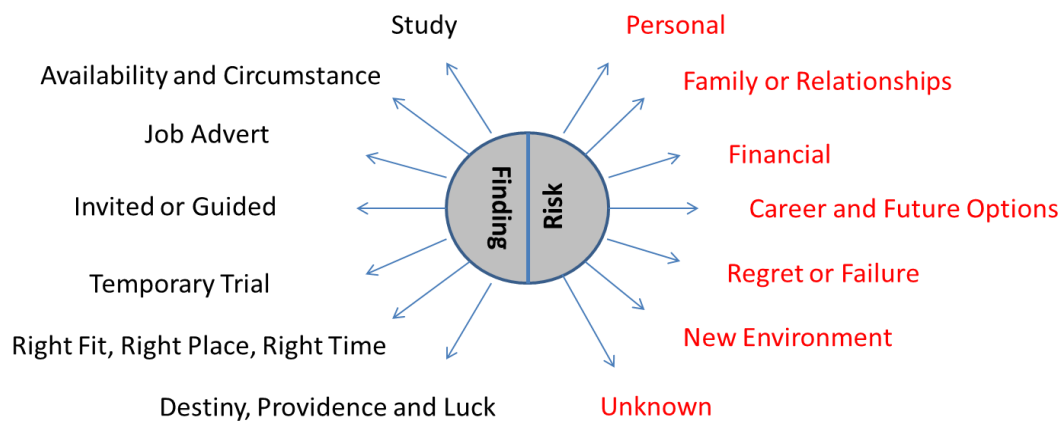 Study
Availability and Circumstance
Job Advert
Invited or Guided
Temporary Trial
Right Fit, Right Place, Right Time
Destiny, Providence and Luck
Finding
Risk
Personal
Family or Relationships
Financial
Career and Future Options
Regret or Failure
New Environment
Unknown